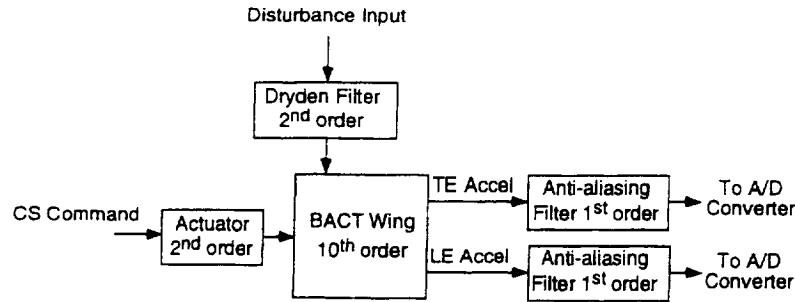 Disturbance Input
Dryden Filter
2nd order
CS Command
Actuator
2nd order
BACT Wing
10th order
TE Accel
Anti-aliasing
Filter 1st order
To A/D
Converter
LE Accel
Anti-aliasing
Filter 1st order
To A/D
Converter